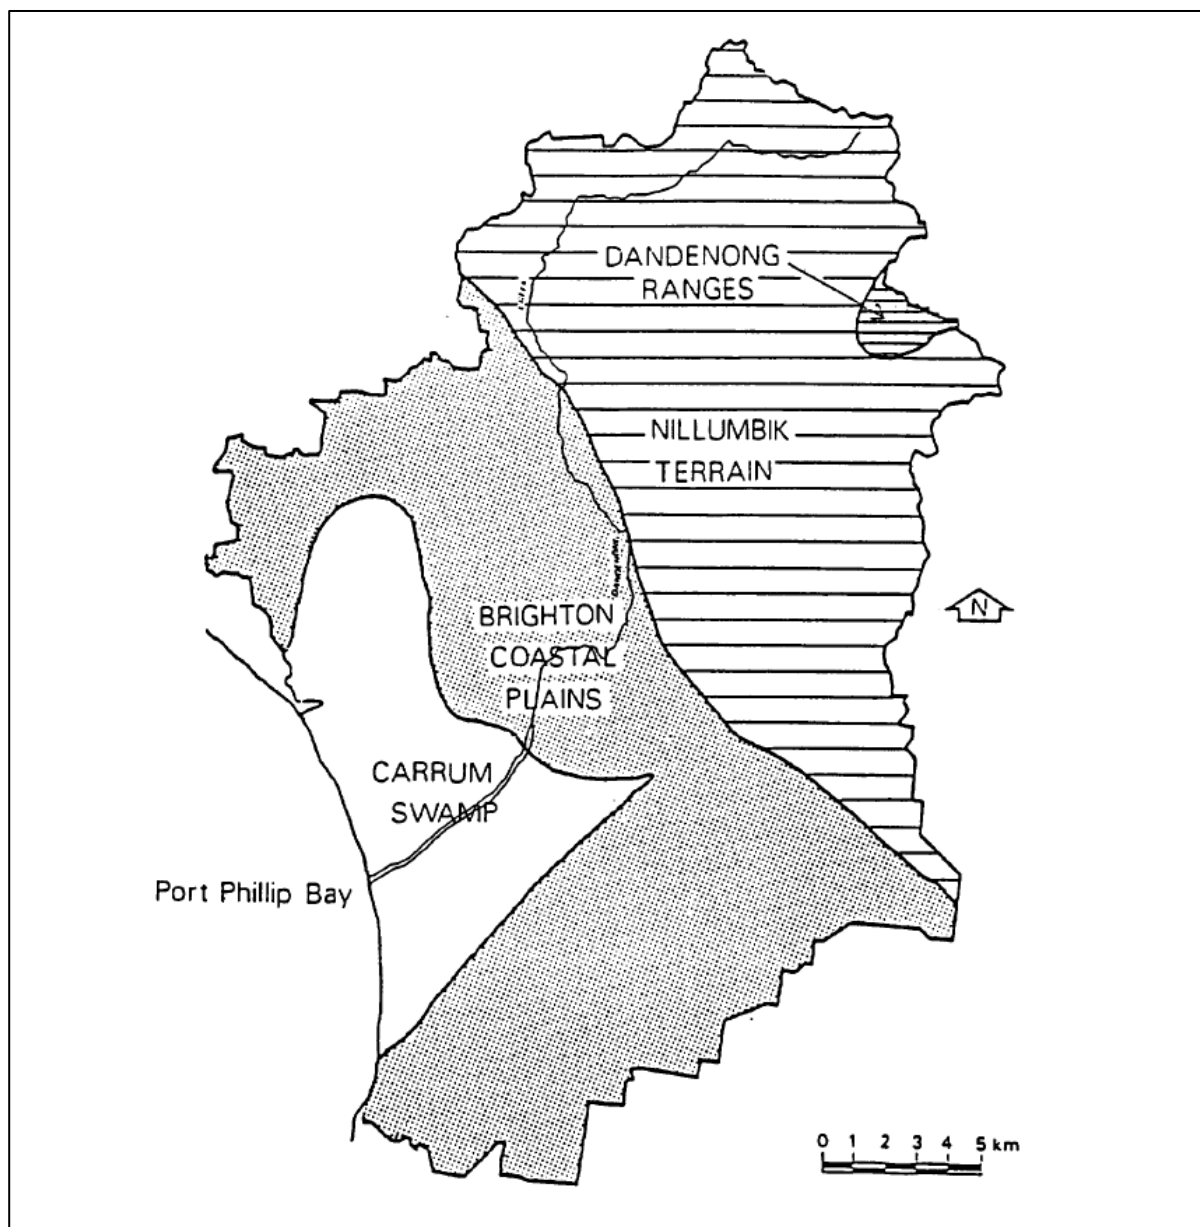 DANDENONG
RANGES
NILLUMBIK
TERRAIN
N
BRIGHTON
COASTAL
PLAINS
CARRUM
SWAMP
Port Phillip Bay
0 1 2 3 4 5 km